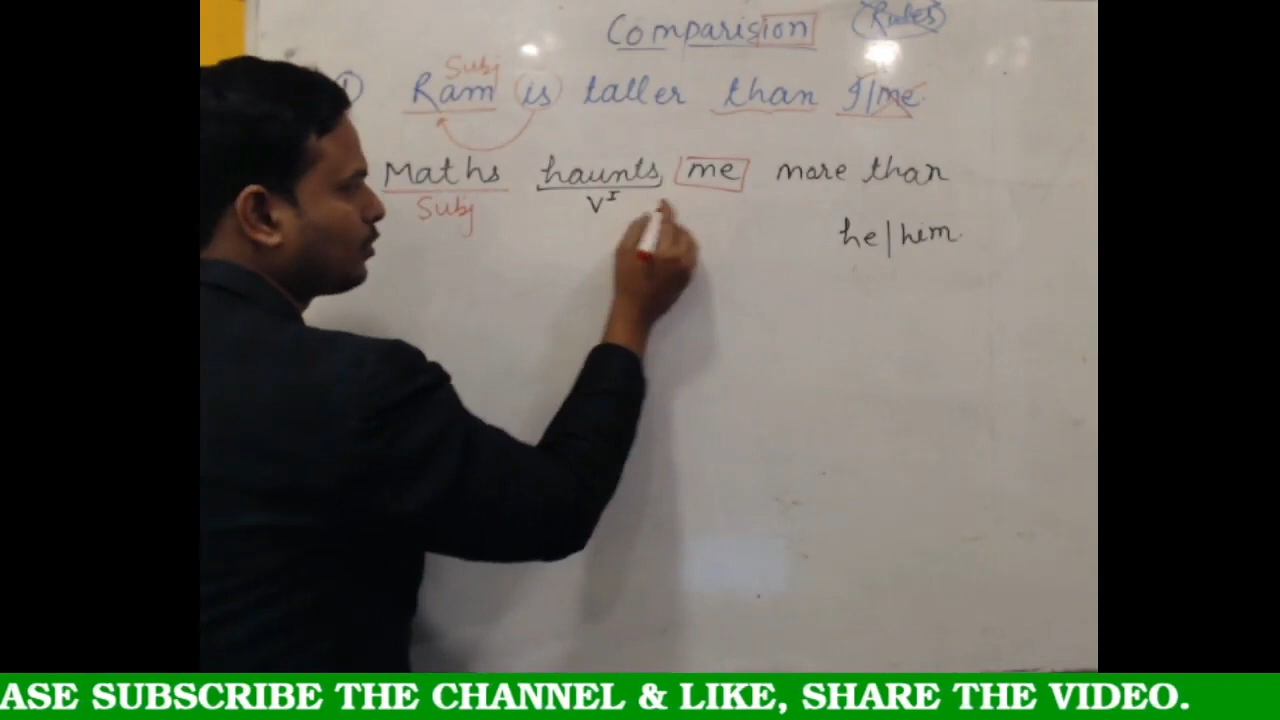 Comparision (Rules)
Subj
① Ram is taller than I/me.
Maths haunts me more than
Subj V I
he/him.
ASE SUBSCRIBE THE CHANNEL & LIKE, SHARE THE VIDEO.